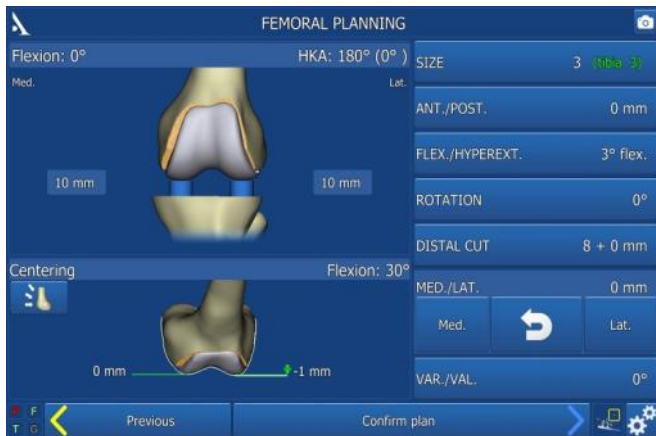 FEMORAL PLANNING
Flexion: 0° HKA: 180° (0° )
Med. Lat.
10 mm 10 mm
Centering Flexion: 30°
0 mm -1 mm
SIZE 3 (tibia 3)
ANT./POST. 0 mm
FLEX./HYPEREXT. 3° flex.
ROTATION 0°
DISTAL CUT 8 + 0 mm
MED./LAT. 0 mm
Med. Lat.
VAR./VAL. 0°
F
T G
Previous Confirm plan